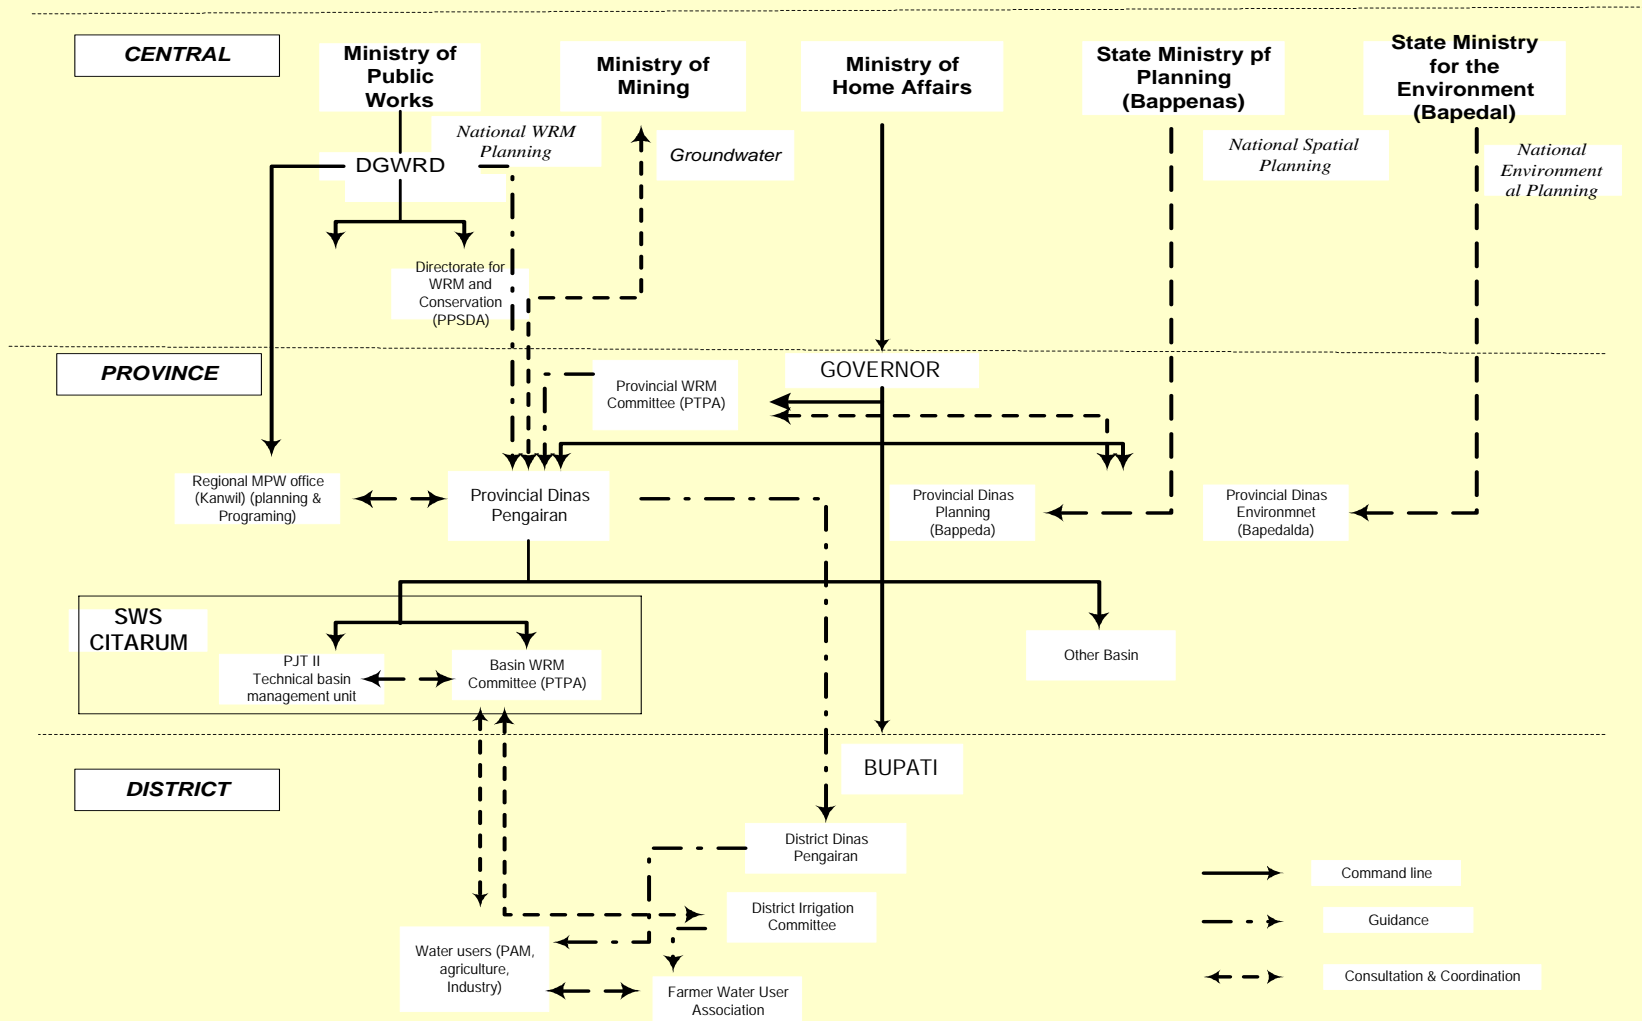 CENTRAL
Ministry of
Public
Works
Ministry of
Mining
Ministry of
Home Affairs
State Ministry pf
Planning
(Bappenas)
State Ministry
for the
Environment
(Bapedal)
National WRM
Planning
DGWRD
Groundwater
National Spatial
Planning
National
Environment
al Planning
Directorate for
WRM and
Conservation
(PPSDA)
PROVINCE
GOVERNOR
Provincial WRM
Committee (PTPA)
Regional MPW office
(Kanwil) (planning &
Programing)
Provincial Dinas
Pengairan
Provincial Dinas
Planning
(Bappeda)
Provincial Dinas
Environmnet
(Bapedalda)
SWS
CITARUM
PJT II
Technical basin
management unit
Basin WRM
Committee (PTPA)
Other Basin
BUPATI
DISTRICT
District Dinas
Pengairan
District Irrigation
Committee
Water users (PAM,
agriculture,
Industry)
Farmer Water User
Association
Command line
Guidance
Consultation & Coordination